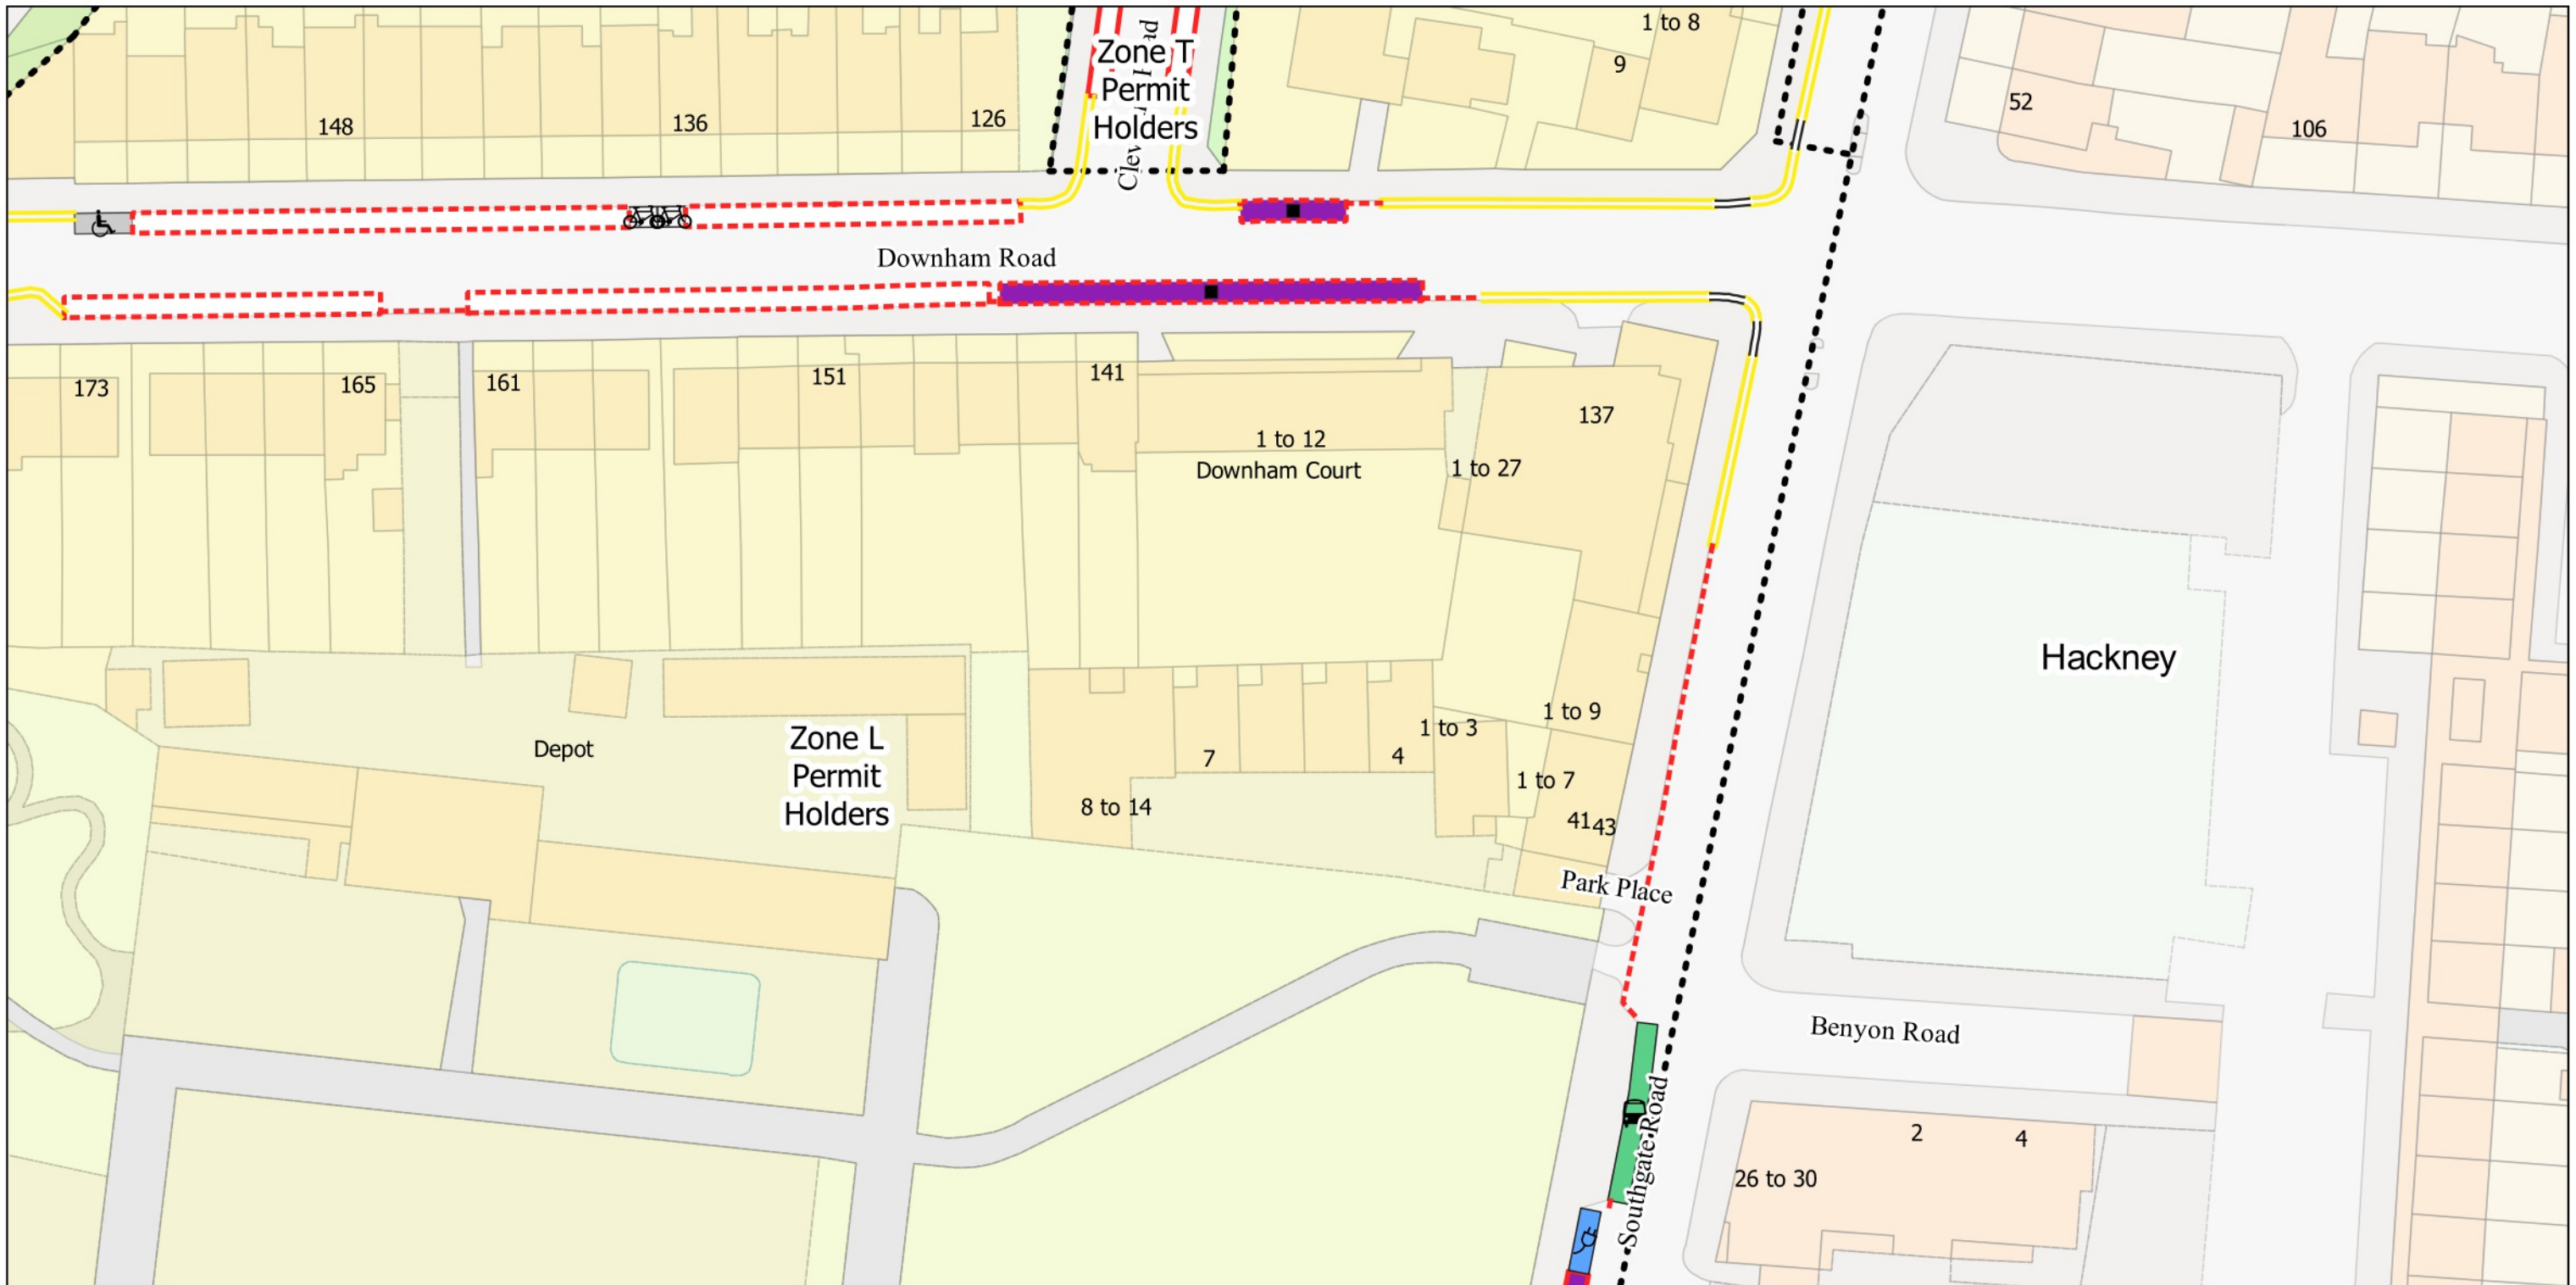 1 to 8
Zone T
Permit
Holders
9
52
148
136
126
106
Downham Road
173
165
161
151
141
137
1 to 12
1 to 27
Downham Court
Hackney
1 to 9
1 to 3
Zone L
Permit
Holders
Depot
7
4
1 to 7
8 to 14
41
43
Park Place
Benyon Road
Southgate Road
2
4
26 to 30